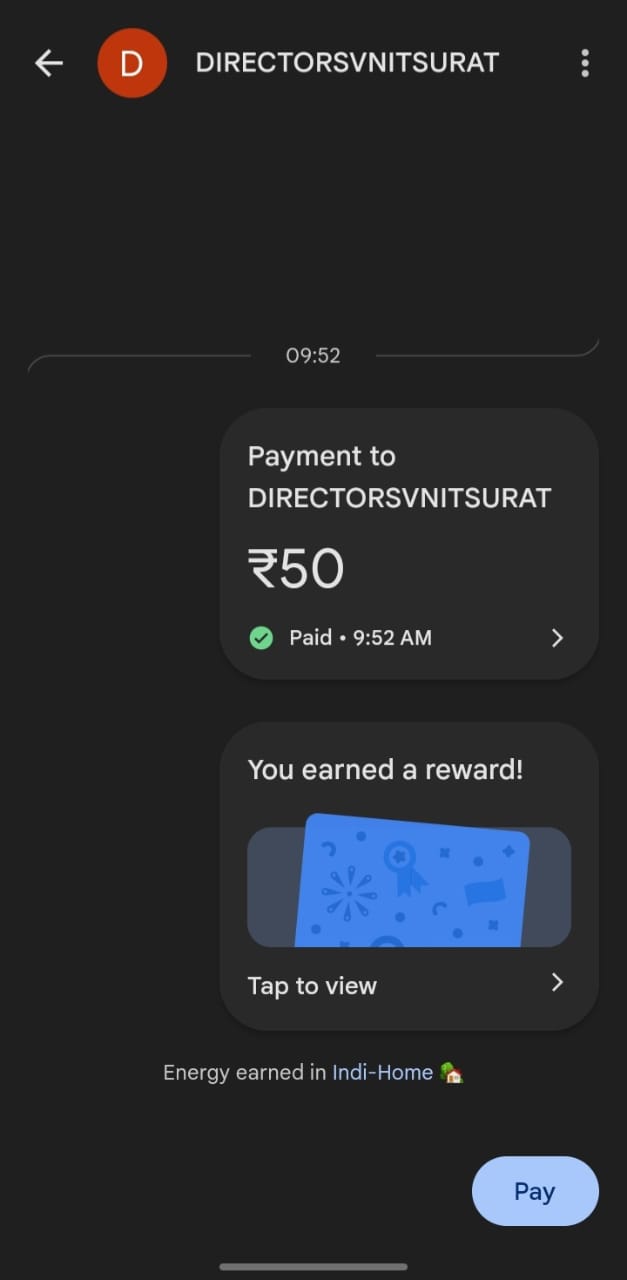 D DIRECTORSVNITSURAT
09:52
Payment to
DIRECTORSVNITSURAT
₹50
Paid • 9:52 AM
You earned a reward!
Tap to view
Energy earned in Indi-Home 🏡
Pay